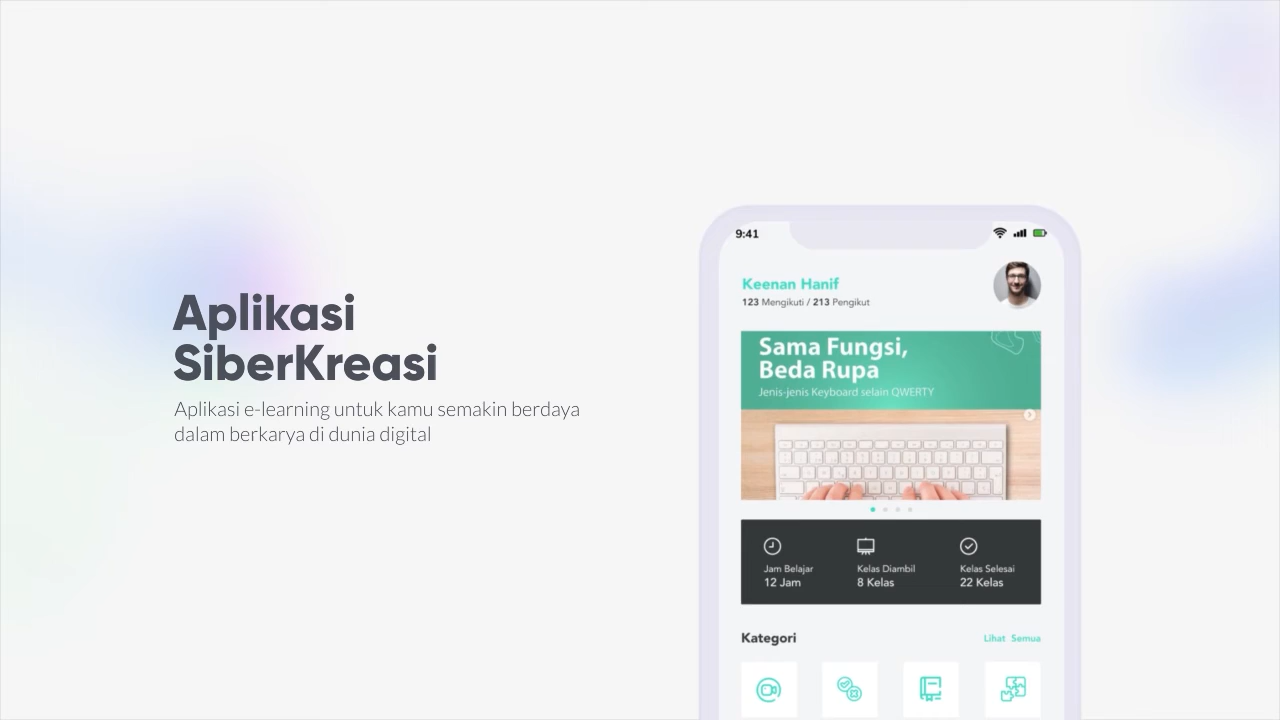 Aplikasi
SiberKreasi
Aplikasi e-learning untuk kamu semakin berdaya
dalam berkarya di dunia digital
9:41
Keenan Hanif
123 Mengikuti / 213 Pengikut
Sama Fungsi,
Beda Rupa
Jenis-jenis Keyboard selain QWERTY
Jam Belajar
12 Jam
Kelas Diambil
8 Kelas
Kelas Selesai
22 Kelas
Kategori
Lihat Semua